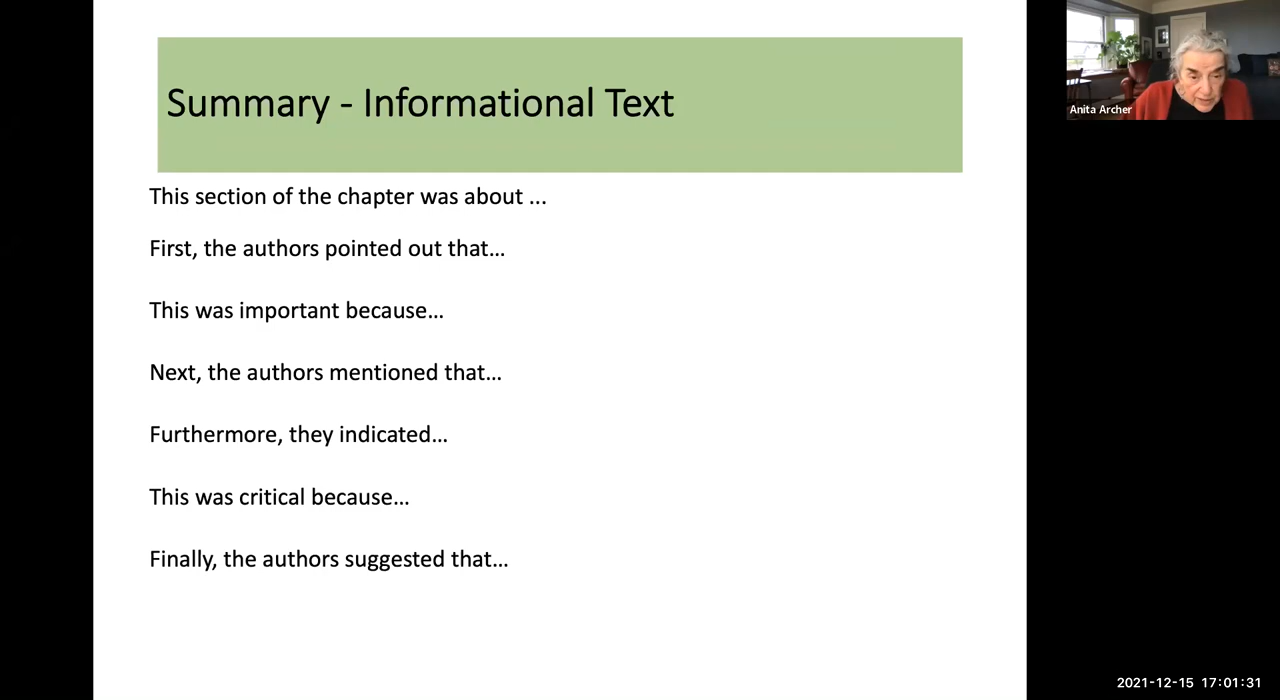 Summary - Informational Text
This section of the chapter was about ...
First, the authors pointed out that...
This was important because...
Next, the authors mentioned that...
Furthermore, they indicated...
This was critical because...
Finally, the authors suggested that...
Anita Archer
2021-12-15 17:01:31